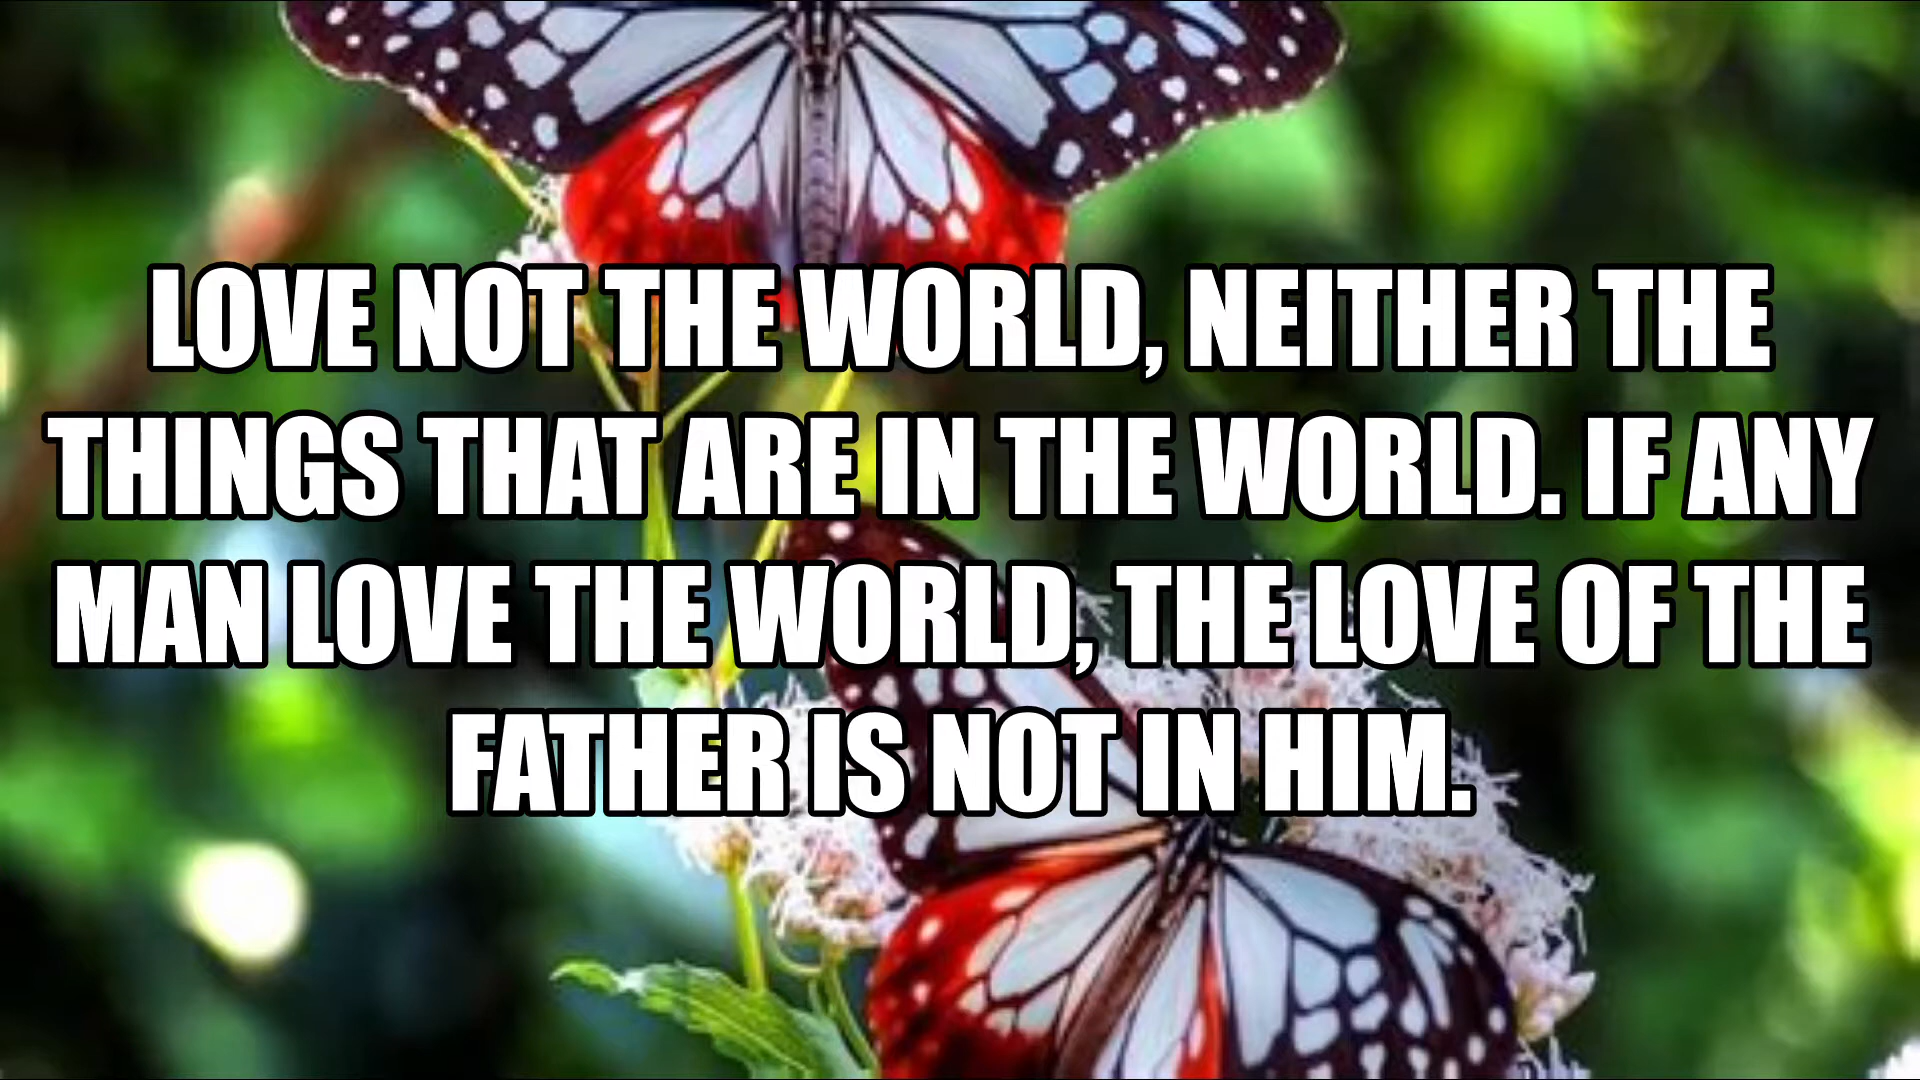 LOVE NOT THE WORLD, NEITHER THE
THINGS THAT ARE IN THE WORLD. IF ANY
MAN LOVE THE WORLD, THE LOVE OF THE
FATHER IS NOT IN HIM.